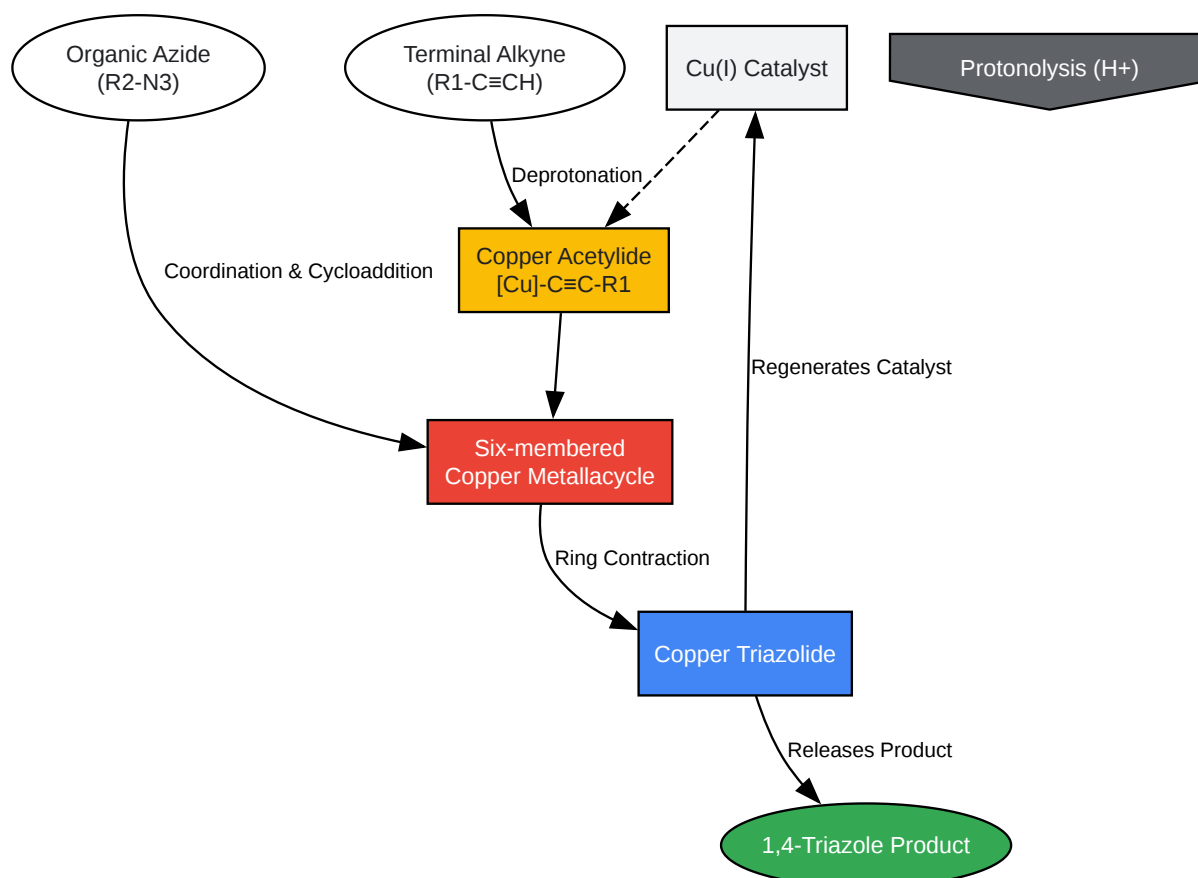 Organic Azide
(R2-N3)
Terminal Alkyne
(R1-C≡CH)
Cu(I) Catalyst
Protonolysis (H+)
Deprotonation
Copper Acetylide
[Cu]-C≡C-R1
Coordination & Cycloaddition
Regenerates Catalyst
Six-membered
Copper Metallacycle
Ring Contraction
Copper Triazolide
Releases Product
1,4-Triazole Product